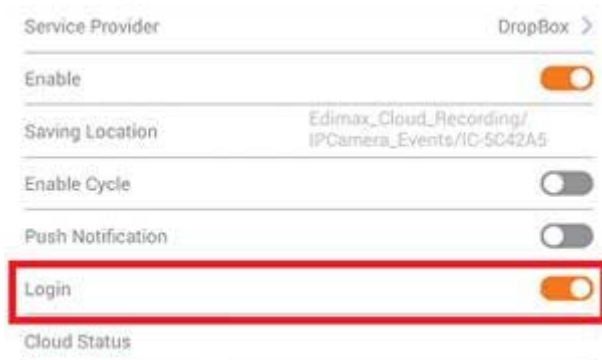 Service Provider DropBox >
Enable
Saving Location Edimax_Cloud_Recording/
IPCamera_Events/IC-5C42A5
Enable Cycle
Push Notification
Login
Cloud Status